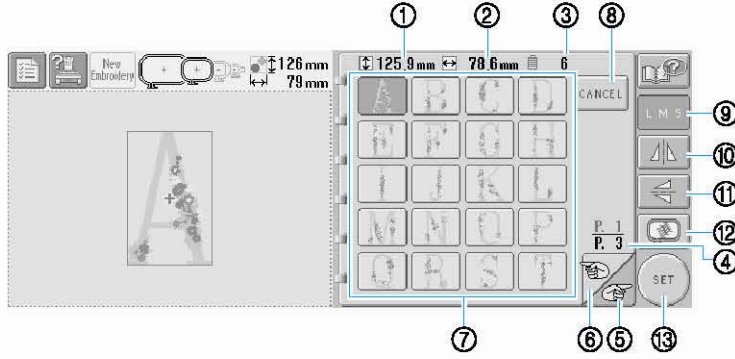 ① ② ③ ⑧
New
Embroidery
126 mm
79 mm
125.9 mm 78.6 mm 6
CANCEL
L M S ⑨
⑩
⑪
⑫
P. 1
P. 3
④
SET
⑦ ⑥ ⑤ ⑬
A B C D
E F G H
I J K L
M N O P
Q R S T